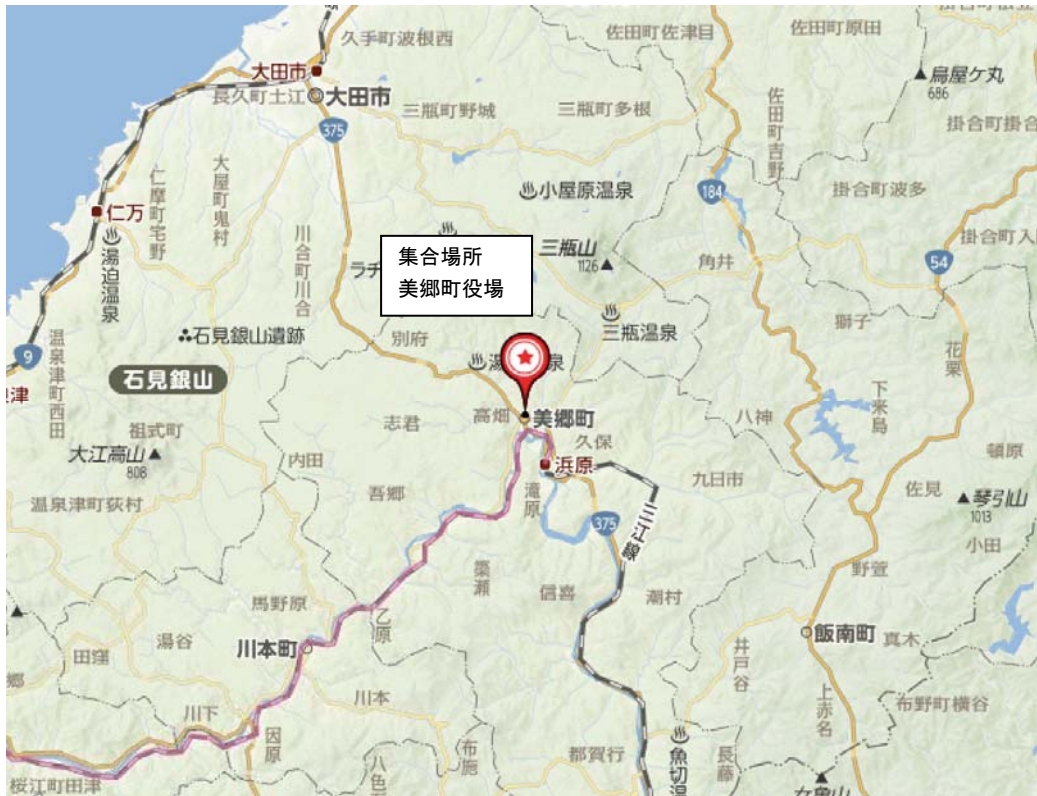 久手町波根西
佐田町佐津目
佐田町原田
掛合町
大田市
長久町土江
大田市
三瓶町野城
三瓶町多根
鳥屋ケ丸
686
掛合町掛合
375
佐田町吉野
大屋町鬼村
仁摩町宅野
仁万
湯迫温泉
小屋原温泉
184
掛合町波多
川合町川合
集合場所
美郷町役場
三瓶山
1126
角井
掛合町入
54
石見銀山遺跡
別府
三瓶温泉
獅子
花栗
9
温泉津町西田
石見銀山
志君
高畑
美郷町
久保
八神
下来島
頓原
祖式町
大江高山
808
内田
浜原
九日市
佐見
琴引山
1013
温泉津町荻村
吾郷
滝原
375
三江線
小田
簗瀬
信喜
潮村
野萱
馬野原
乙原
飯南町
真木
湯谷
田窪
川本町
井戸谷
川本
上赤名
布野町横谷
川下
因原
布施
都賀行
魚切温
長藤
桜江町田津
八色
女亀山